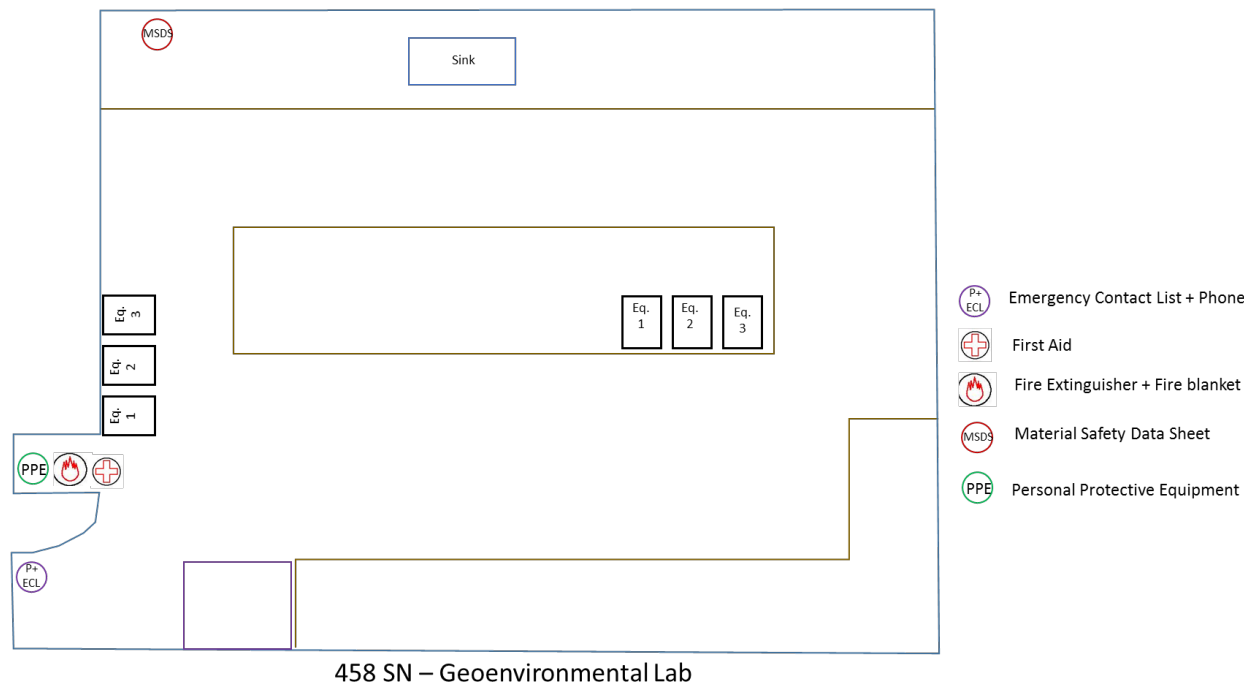 MSDS
Sink
Eq.
3
Eq.
2
Eq.
1
Eq.
1
Eq.
2
Eq.
3
PPE
P+
ECL
P+
ECL
Emergency Contact List + Phone
First Aid
Fire Extinguisher + Fire blanket
MSDS
Material Safety Data Sheet
PPE
Personal Protective Equipment
458 SN – Geoenvironmental Lab